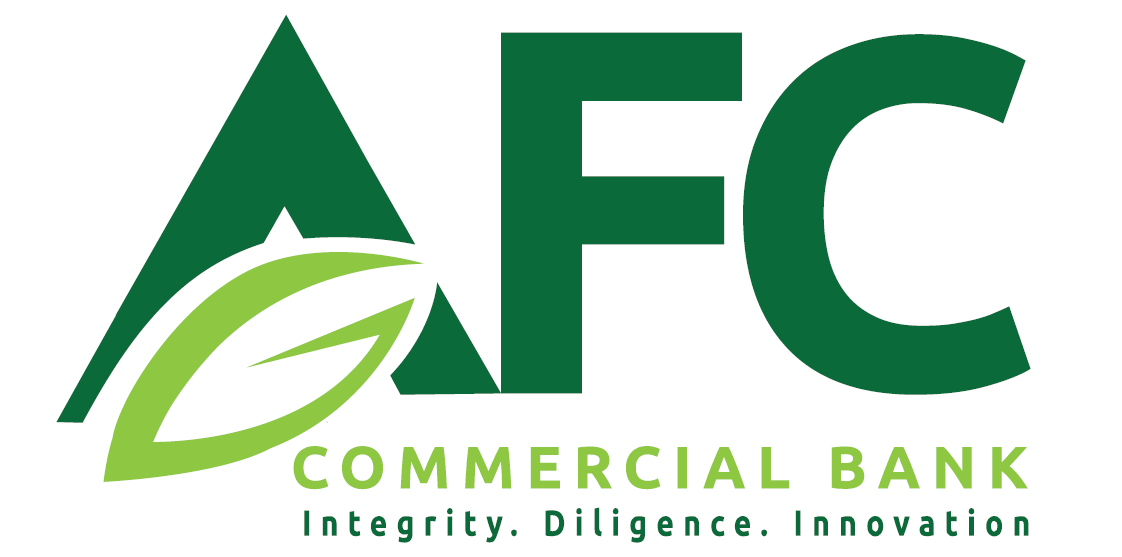 AFC
COMMERCIAL BANK
Integrity. Diligence. Innovation